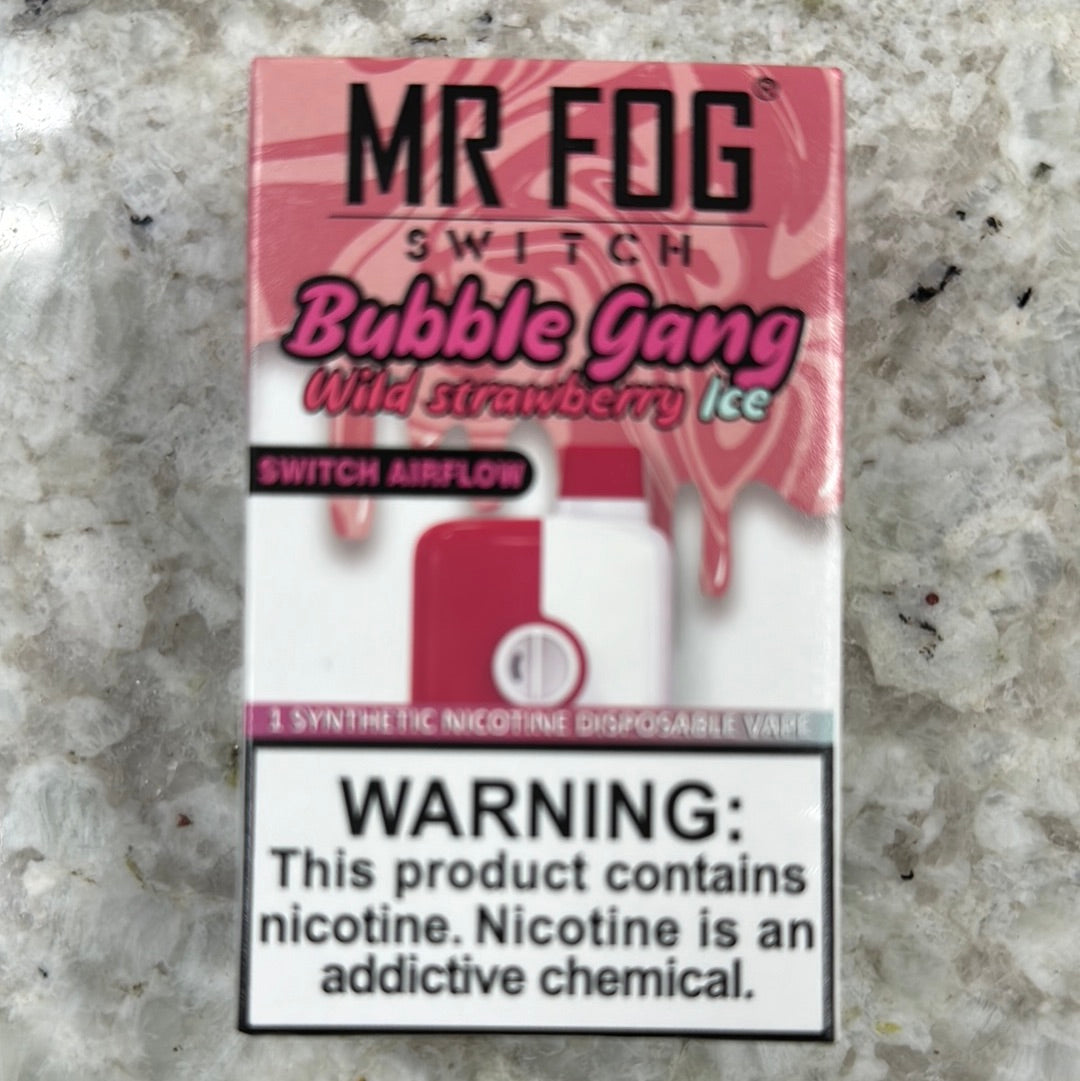 MR FOG®
SWITCH
Bubble Gang
Wild strawberry Ice
SWITCH AIRFLOW
1 SYNTHETIC NICOTINE DISPOSABLE VAPE
WARNING:
This product contains
nicotine. Nicotine is an
addictive chemical.